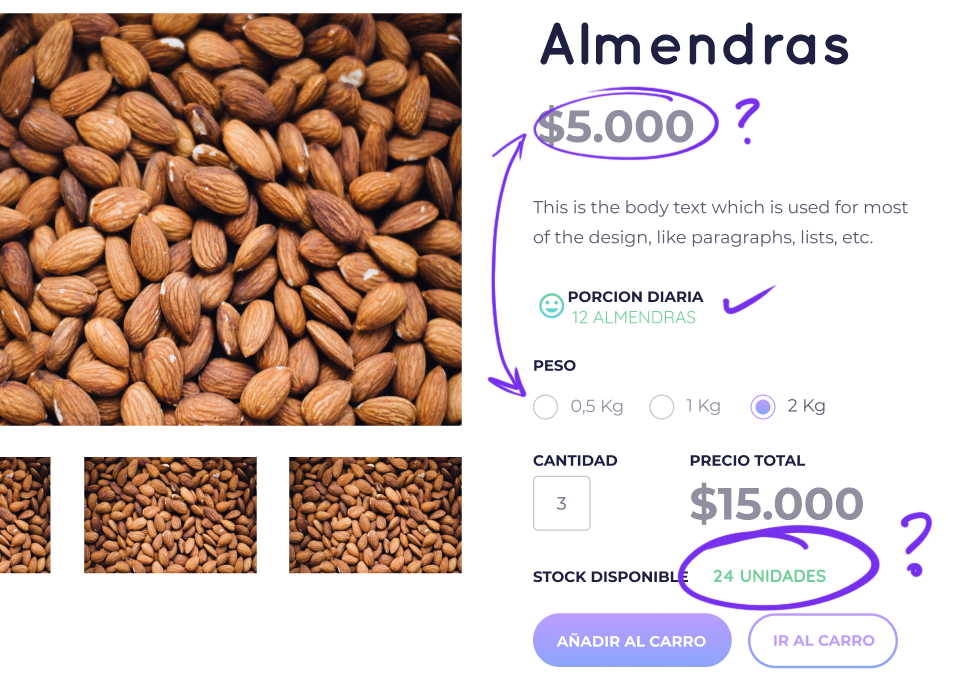 Almendras
$5.000 ?
This is the body text which is used for most
of the design, like paragraphs, lists, etc.
PORCION DIARIA
12 ALMENDRAS
PESO
0,5 Kg 1 Kg 2 Kg
CANTIDAD PRECIO TOTAL
3 $15.000
?
STOCK DISPONIBLE 24 UNIDADES
AÑADIR AL CARRO IR AL CARRO